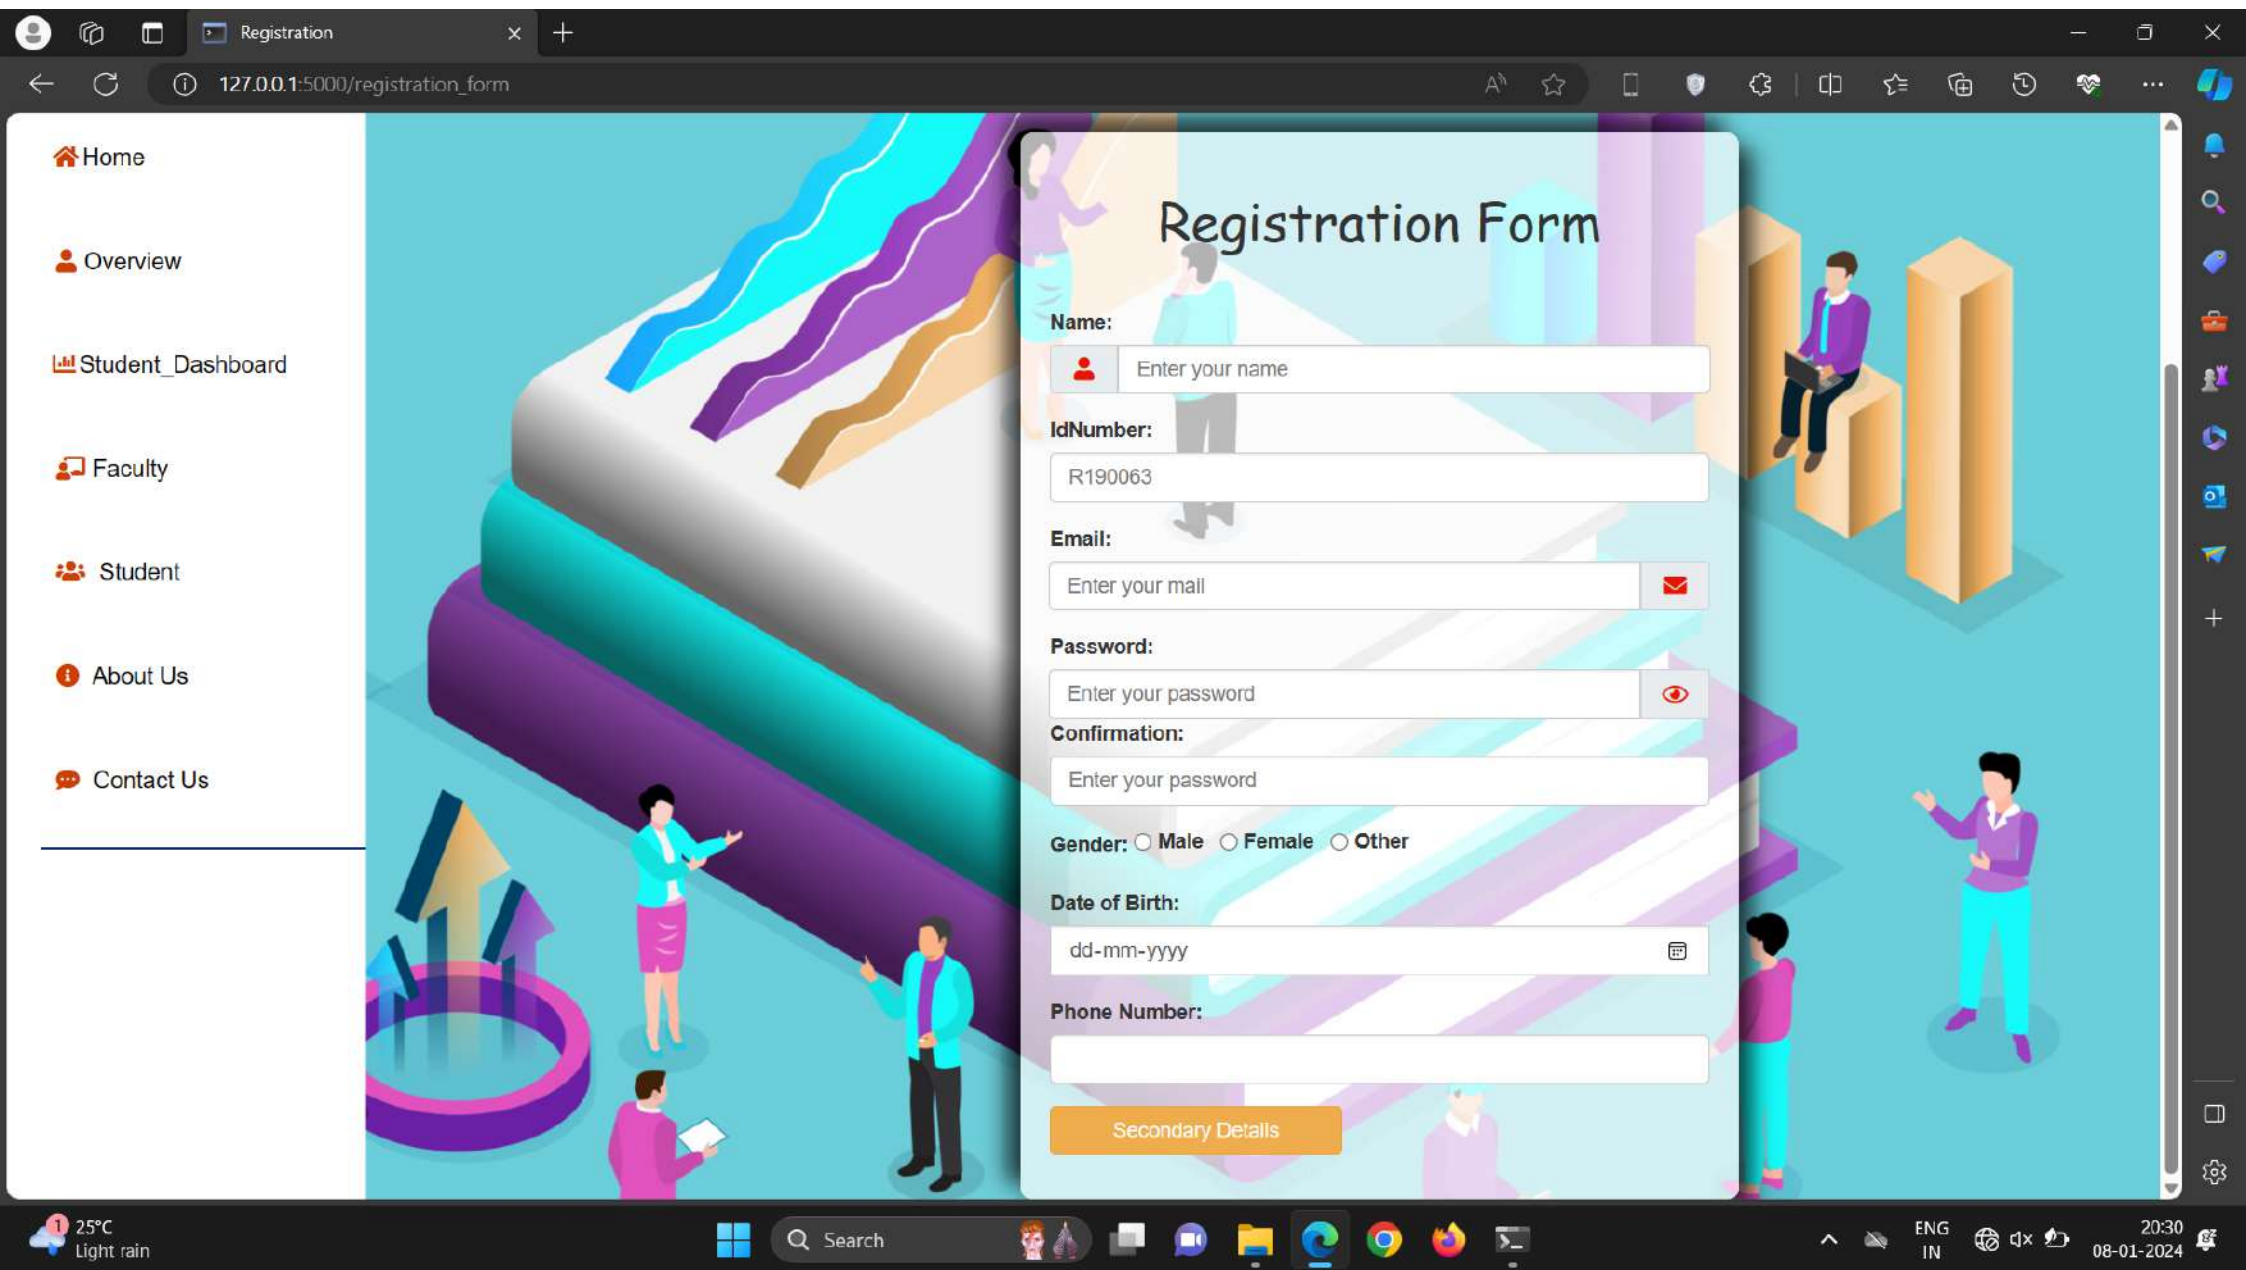 Registration
127.0.0.1:5000/registration_form
Home
Overview
Student_Dashboard
Faculty
Student
About Us
Contact Us
Registration Form
Name:
Enter your name
IdNumber:
R190063
Email:
Enter your mail
Password:
Enter your password
Confirmation:
Enter your password
Gender: Male Female Other
Date of Birth:
dd-mm-yyyy
Phone Number:
Secondary Details
1
25°C
Light rain
Search
ENG
IN
20:30
08-01-2024